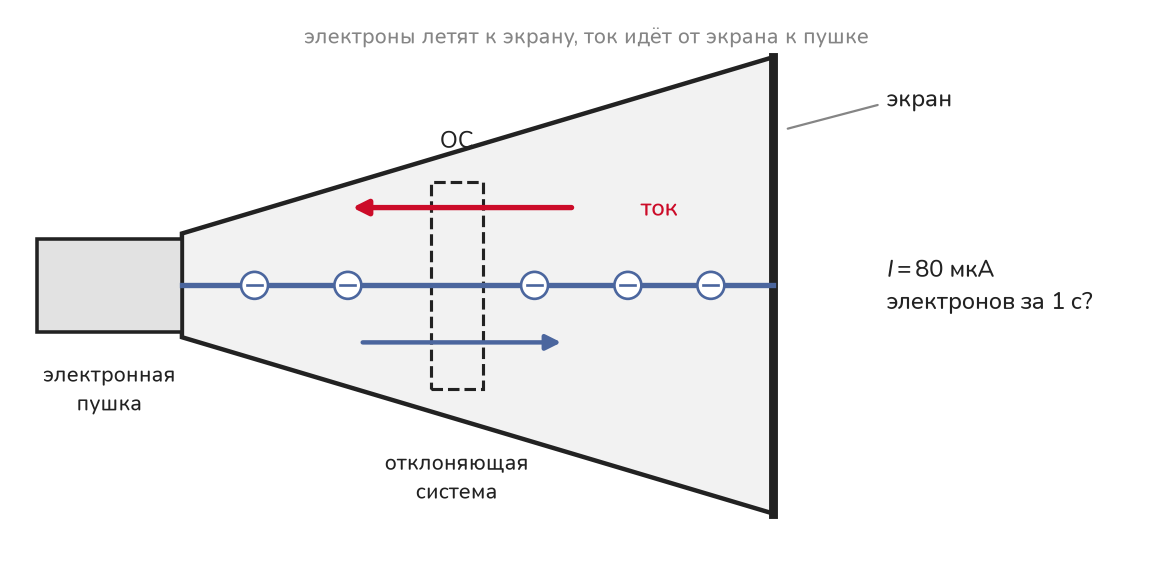 электроны летят к экрану, ток идёт от экрана к пушке
экран
ОС
ток
I = 80 мкА
электронов за 1 с?
электронная
пушка
отклоняющая
система